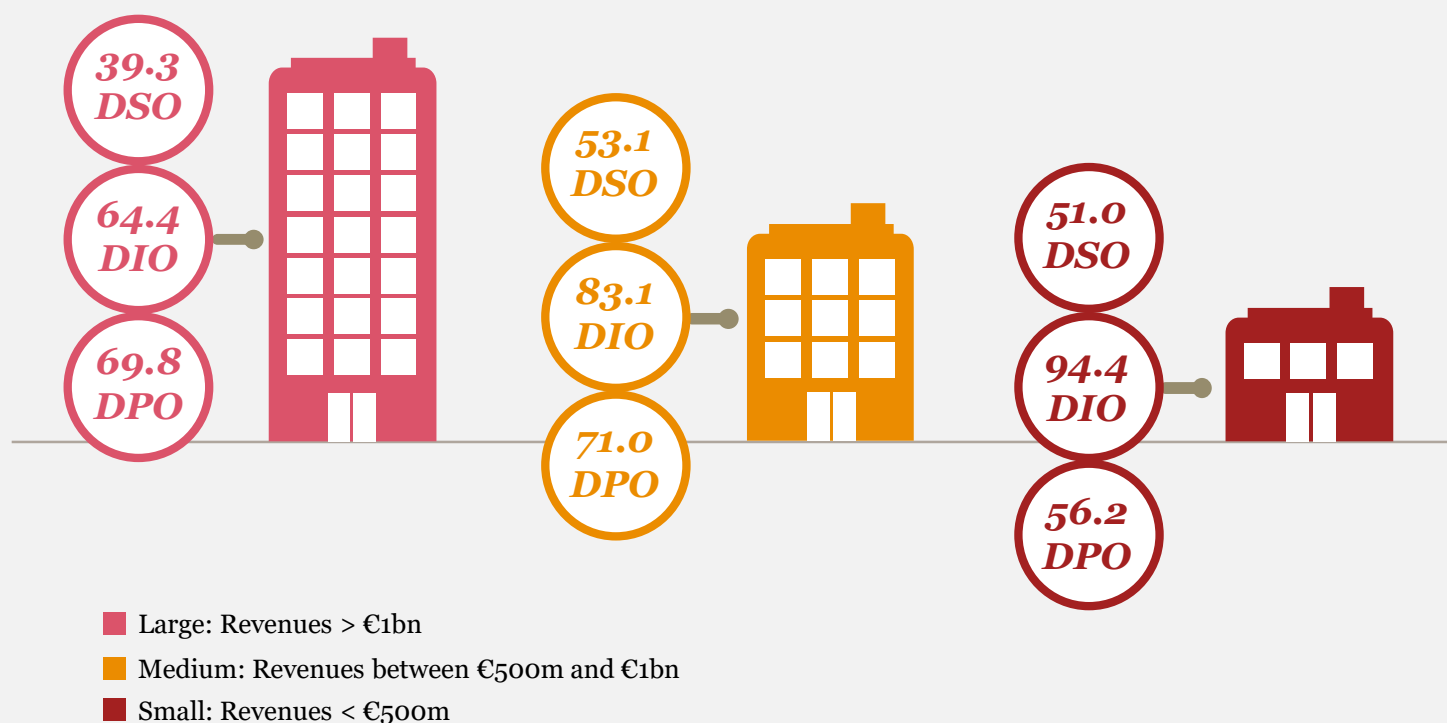 39.3
DSO
64.4
DIO
69.8
DPO
53.1
DSO
83.1
DIO
71.0
DPO
51.0
DSO
94.4
DIO
56.2
DPO
Large: Revenues > €1bn
Medium: Revenues between €500m and €1bn
Small: Revenues < €500m